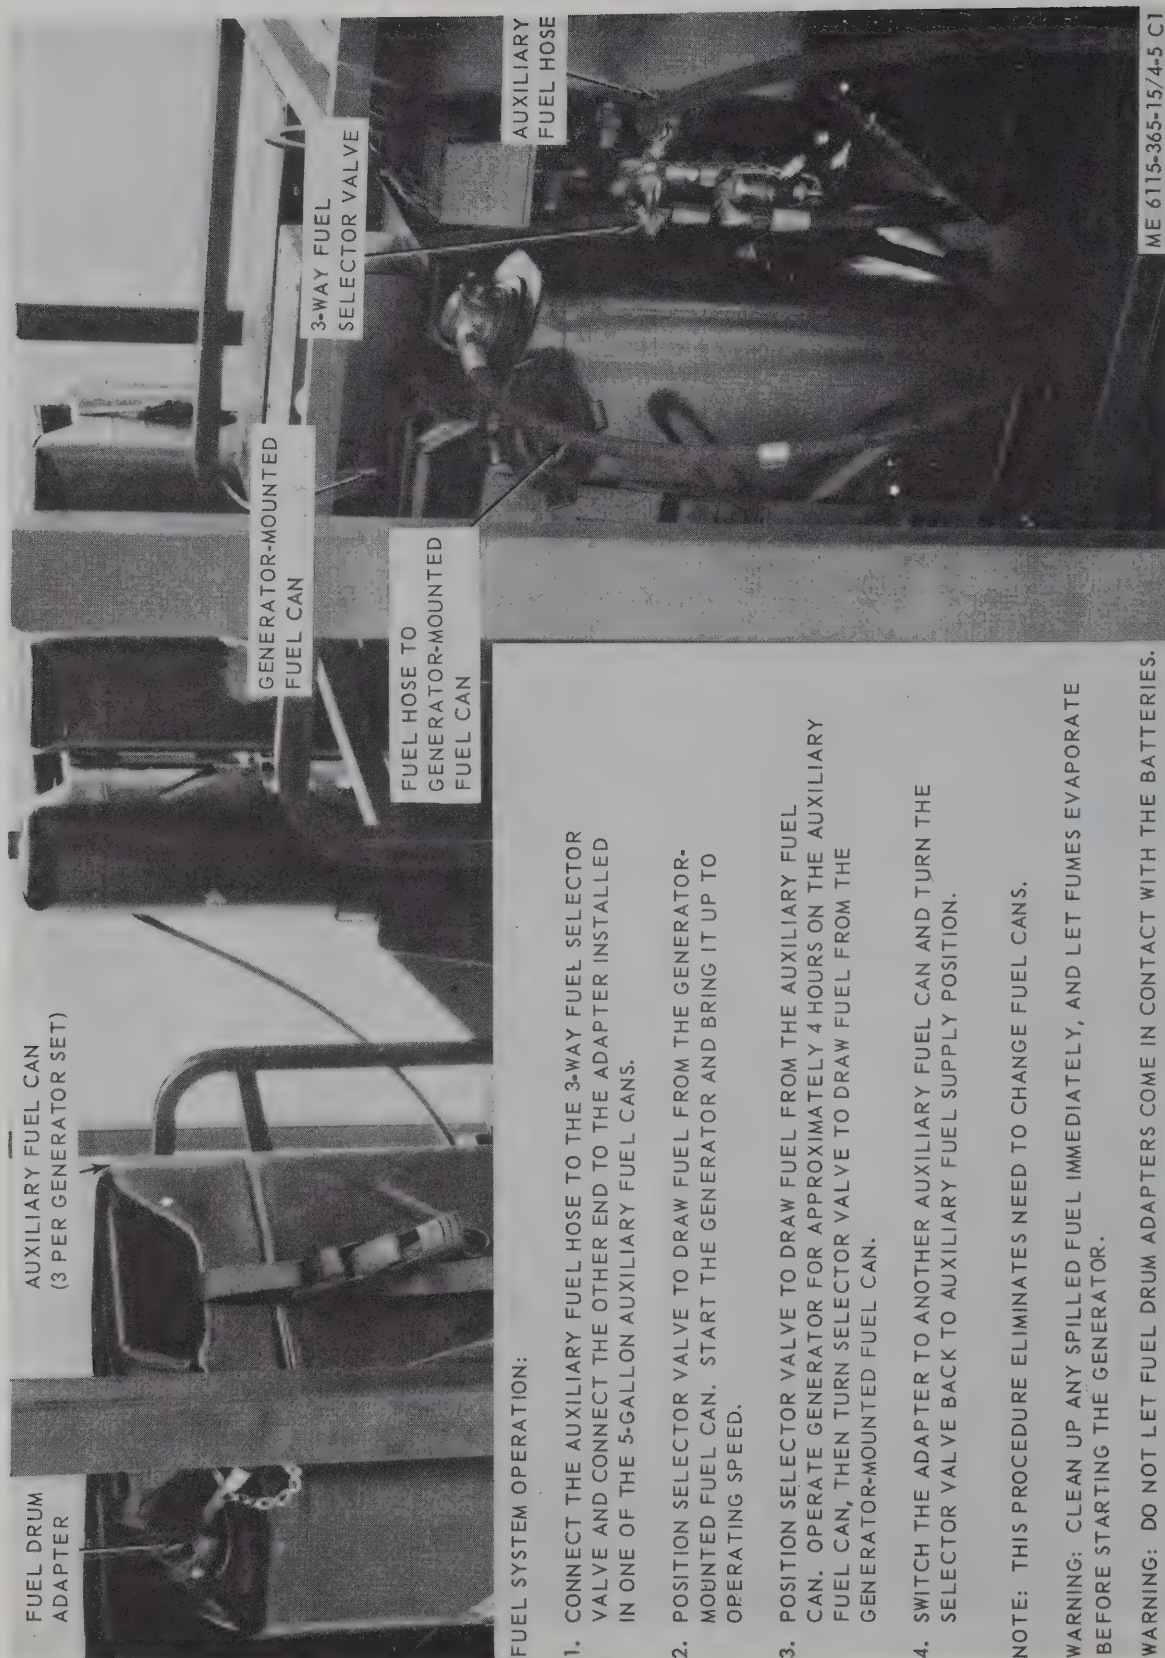 AUXILIARY FUEL CAN
(3 PER GENERATOR SET)
FUEL DRUM
ADAPTER
GENERATOR-MOUNTED
FUEL CAN
3-WAY FUEL
SELECTOR VALVE
AUXILIARY
FUEL HOSE
FUEL HOSE TO
GENERATOR-MOUNTED
FUEL CAN
FUEL SYSTEM OPERATION:
1. CONNECT THE AUXILIARY FUEL HOSE TO THE 3-WAY FUEL SELECTOR
VALVE AND CONNECT THE OTHER END TO THE ADAPTER INSTALLED
IN ONE OF THE 5-GALLON AUXILIARY FUEL CANS.
2. POSITION SELECTOR VALVE TO DRAW FUEL FROM THE GENERATOR-
MOUNTED FUEL CAN. START THE GENERATOR AND BRING IT UP TO
OPERATING SPEED.
3. POSITION SELECTOR VALVE TO DRAW FUEL FROM THE AUXILIARY FUEL
CAN. OPERATE GENERATOR FOR APPROXIMATELY 4 HOURS ON THE AUXILIARY
FUEL CAN, THEN TURN SELECTOR VALVE TO DRAW FUEL FROM THE
GENERATOR-MOUNTED FUEL CAN.
4. SWITCH THE ADAPTER TO ANOTHER AUXILIARY FUEL CAN AND TURN THE
SELECTOR VALVE BACK TO AUXILIARY FUEL SUPPLY POSITION.
NOTE: THIS PROCEDURE ELIMINATES NEED TO CHANGE FUEL CANS.
WARNING: CLEAN UP ANY SPILLED FUEL IMMEDIATELY, AND LET FUMES EVAPORATE
BEFORE STARTING THE GENERATOR.
WARNING: DO NOT LET FUEL DRUM ADAPTERS COME IN CONTACT WITH THE BATTERIES.
ME 6115-365-15/4-5 C1